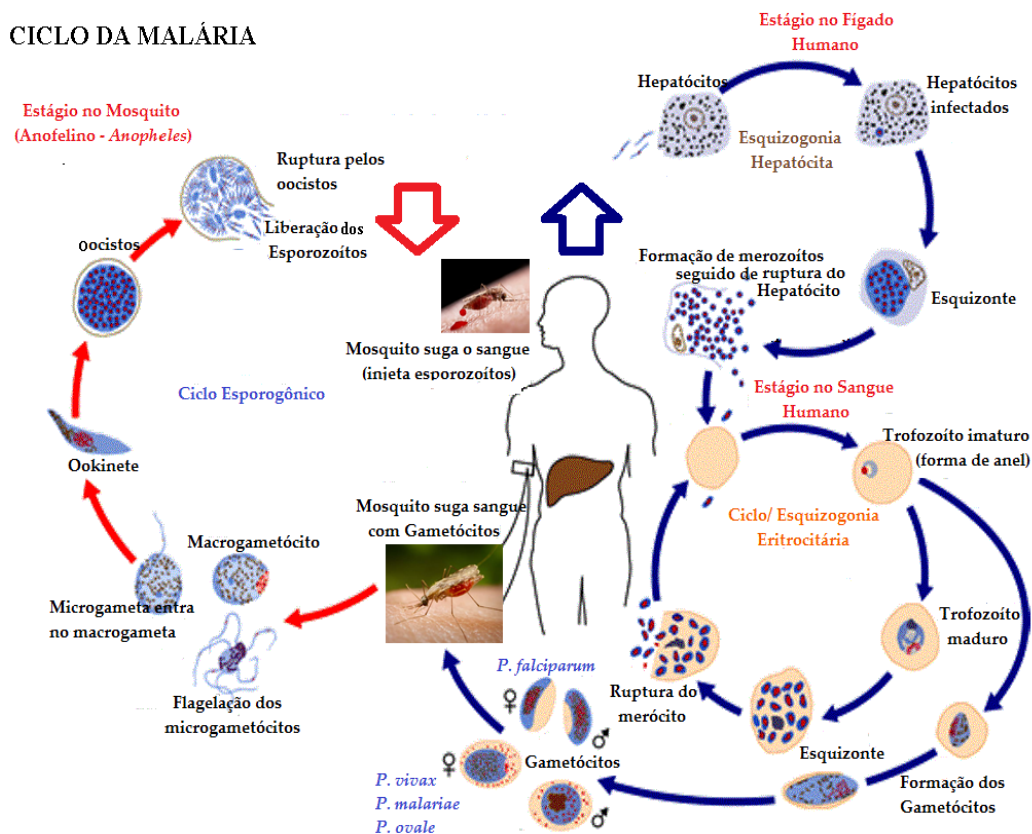 CICLO DA MALÁRIA
Estágio no Mosquito
(Anofelino - Anopheles)
Ruptura pelos
oocistos
Liberação dos
Esporozoítos
oocistos
Ciclo Esporogônico
Ookinete
Macrogametócito
Microgameta entra
no macrogameta
Flagelação dos
microgametócitos
Mosquito suga o sangue
(injeta esporozoítos)
Mosquito suga sangue
com Gametócitos
Estágio no Fígado
Humano
Hepatócitos
Hepatócitos
infectados
Esquizogonia
Hepatócita
Formação de merozoítos
seguido de ruptura do
Hepatócito
Esquizonte
Estágio no Sangue
Humano
Trofozoíto imaturo
(forma de anel)
Ciclo/ Esquizogonia
Eritrocitária
Trofozoíto
maduro
Ruptura do
merócito
Esquizonte
Formação dos
Gametócitos
P. falciparum
♀
♂
Gametócitos
♀
♂
P. vivax
P. malariae
P. ovale